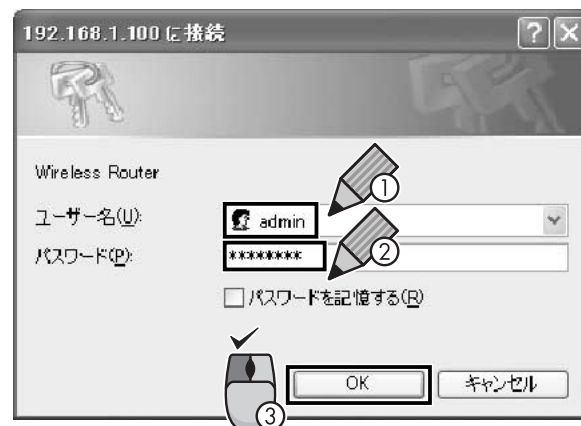 192.168.1.100 に接続
Wireless Router
ユーザー名(U):
admin
①
パスワード(P):
********
②
パスワードを記憶する(R)
③
OK
キャンセル